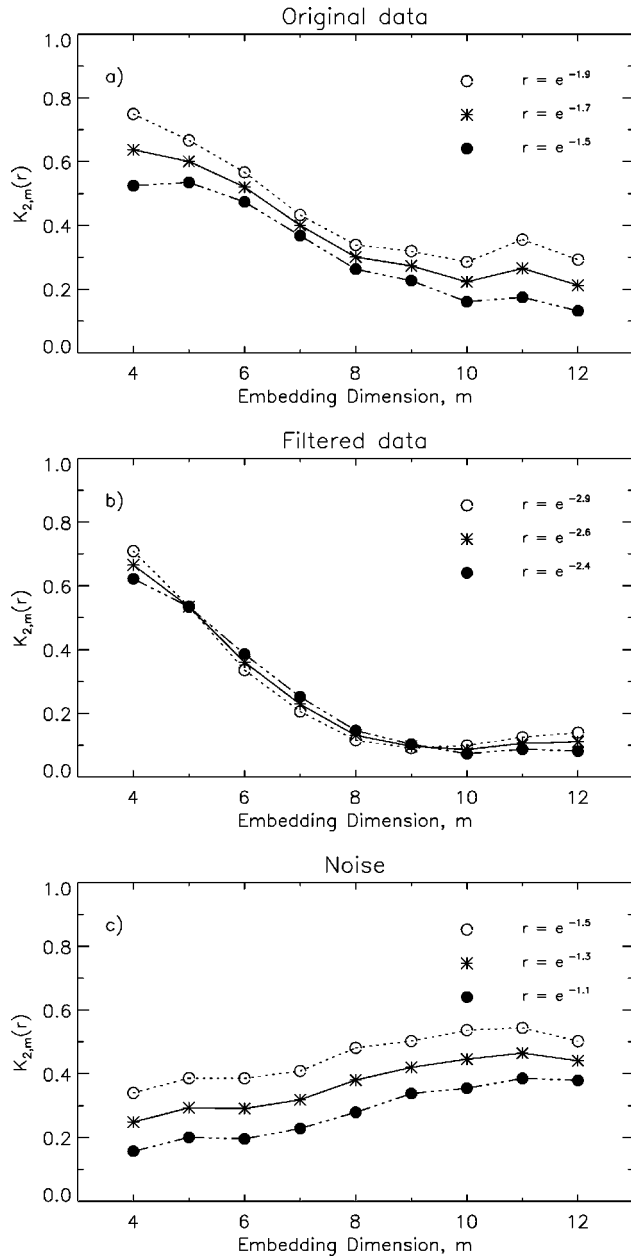 Original data
a)
r = e^-1.9
r = e^-1.7
r = e^-1.5
K2,m(r)
1.0
0.8
0.6
0.4
0.2
0.0
4 6 8 10 12
Embedding Dimension, m
Filtered data
b)
r = e^-2.9
r = e^-2.6
r = e^-2.4
K2,m(r)
1.0
0.8
0.6
0.4
0.2
0.0
4 6 8 10 12
Embedding Dimension, m
Noise
c)
r = e^-1.5
r = e^-1.3
r = e^-1.1
K2,m(r)
1.0
0.8
0.6
0.4
0.2
0.0
4 6 8 10 12
Embedding Dimension, m